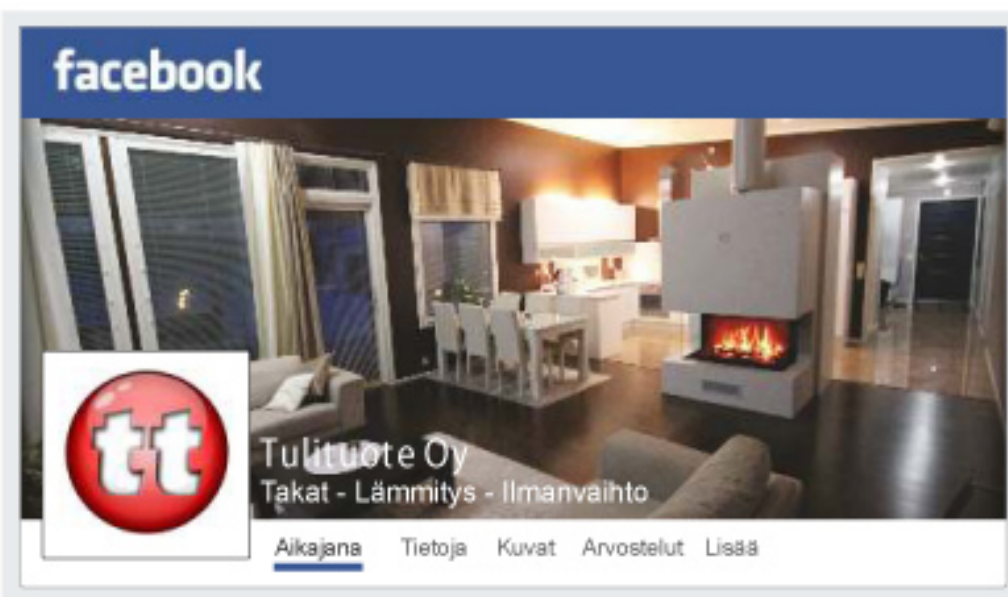 facebook
tt
Tulituote Oy
Takat - Lämmitys - Ilmanvaihto
Aikajana Tietoja Kuvat Arvostelut Lisää